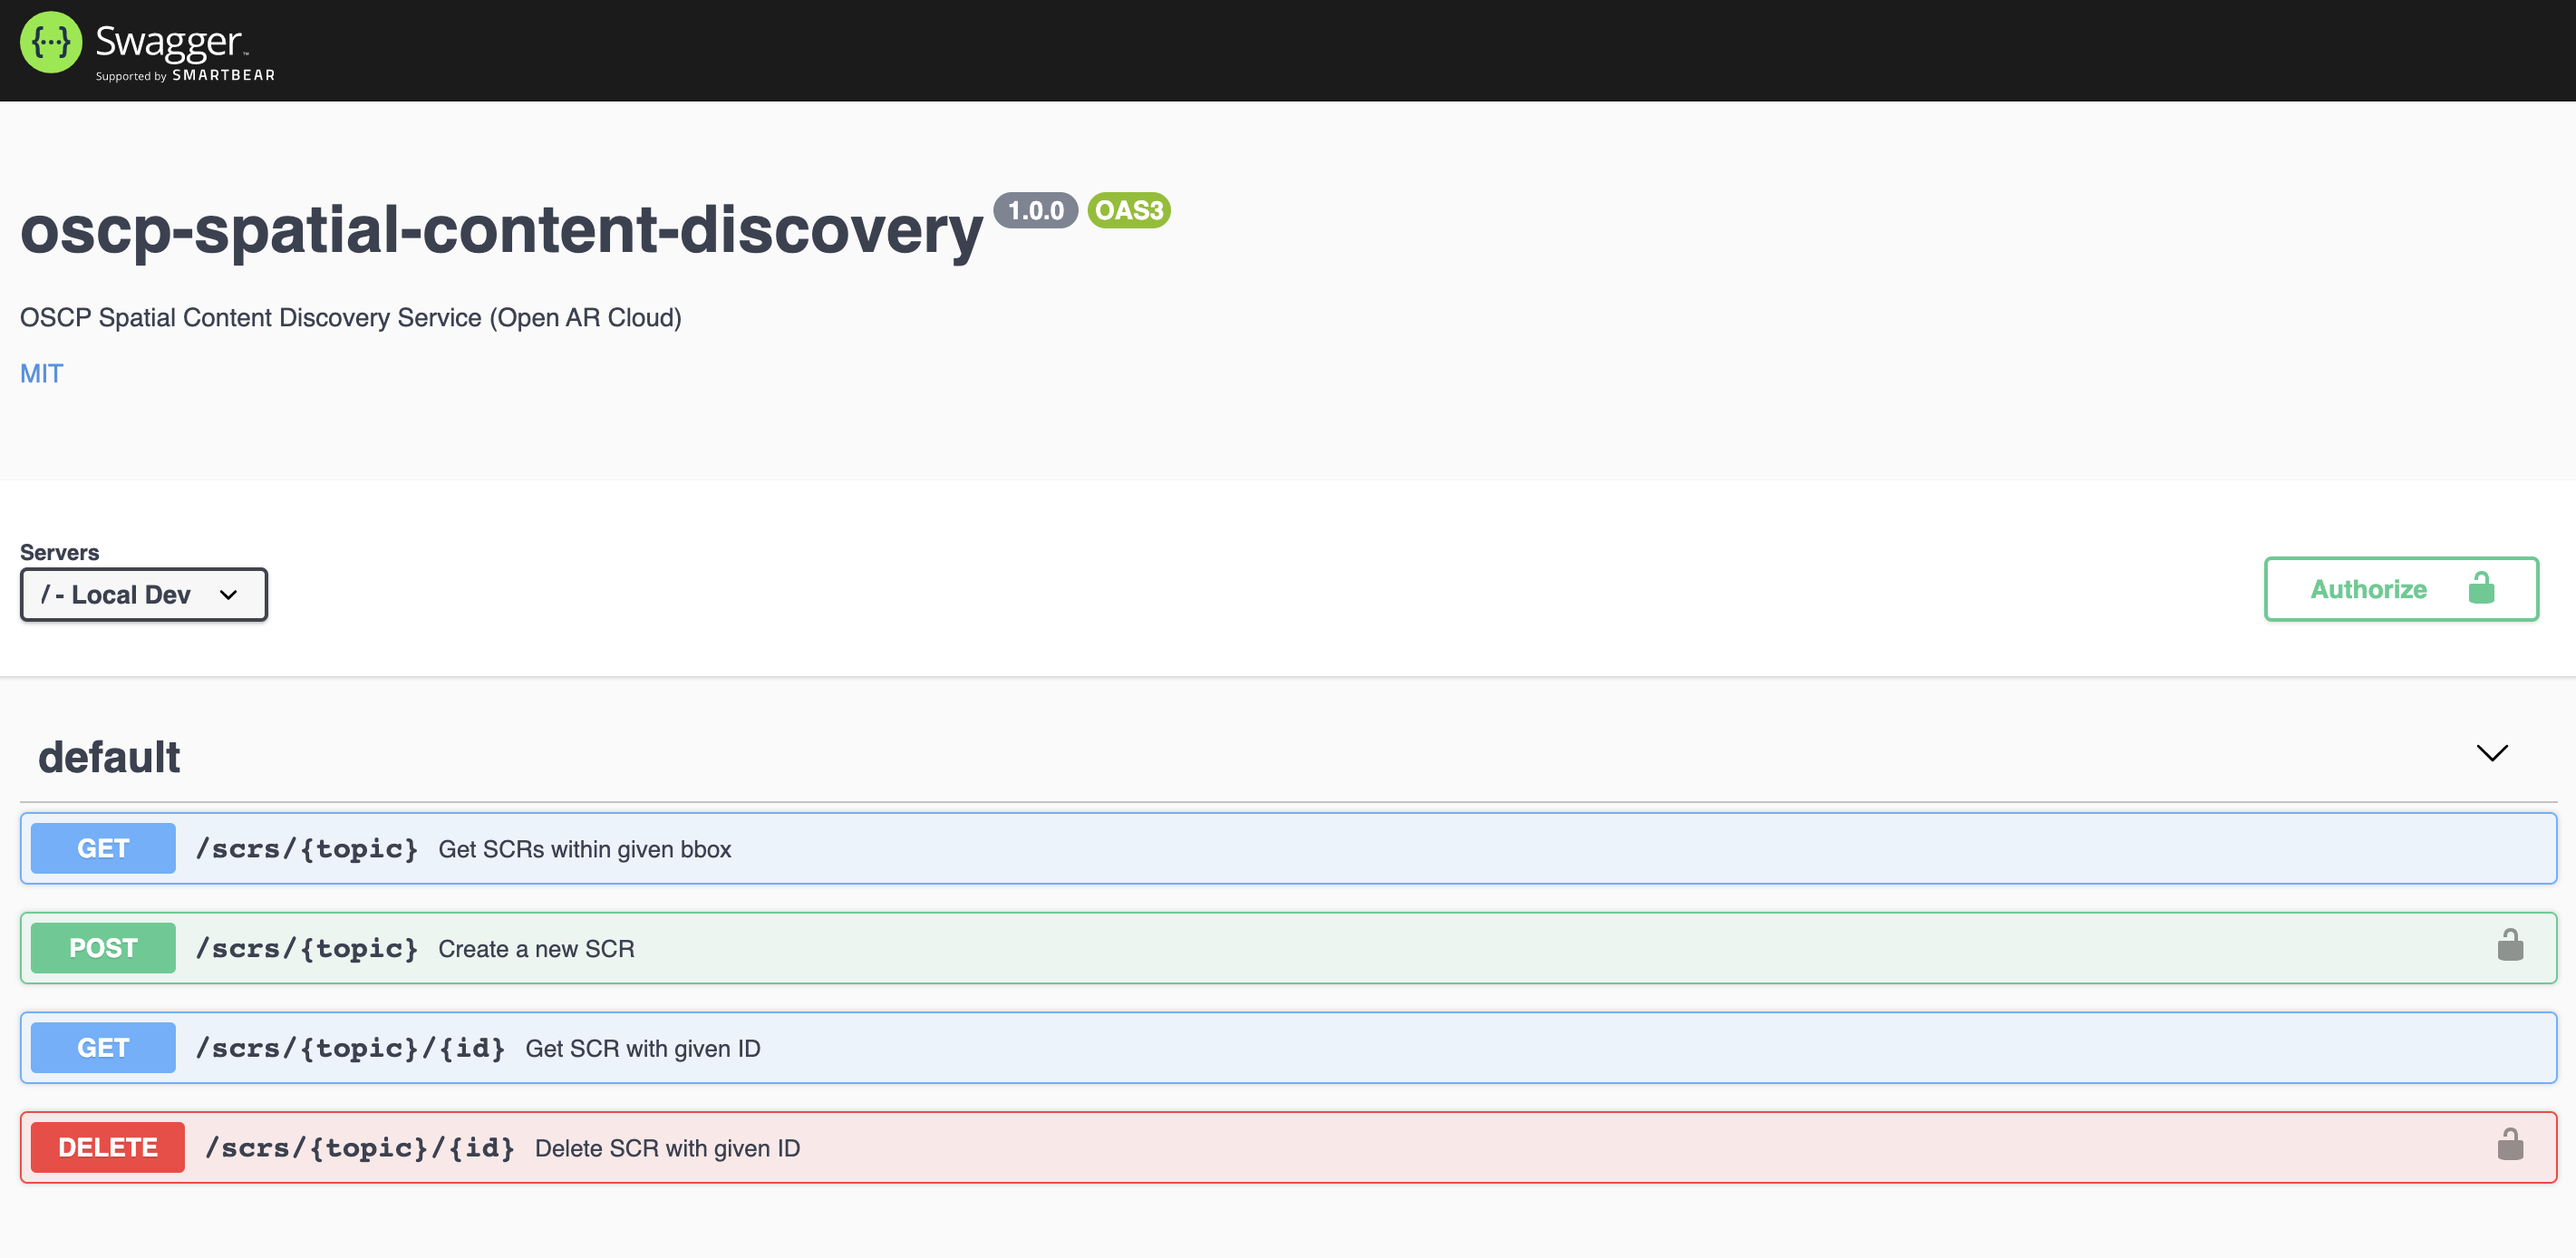 {···} Swagger™
Supported by SMARTBEAR
oscp-spatial-content-discovery 1.0.0 OAS3
OSCP Spatial Content Discovery Service (Open AR Cloud)
MIT
Servers
/ - Local Dev
Authorize
default
GET /scrs/{topic} Get SCRs within given bbox
POST /scrs/{topic} Create a new SCR
GET /scrs/{topic}/{id} Get SCR with given ID
DELETE /scrs/{topic}/{id} Delete SCR with given ID